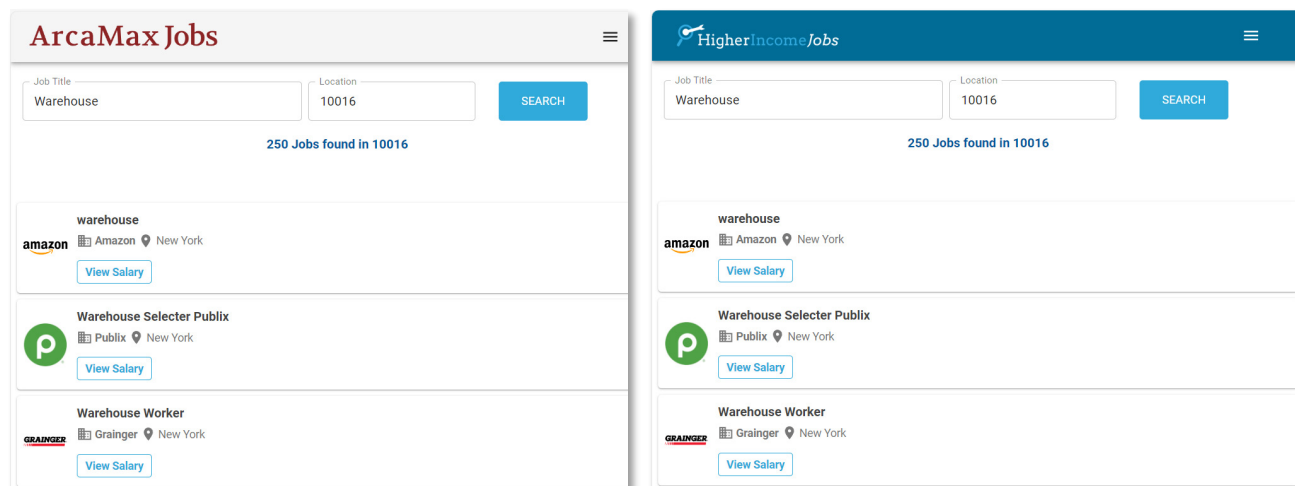 ArcaMax Jobs
Job Title
Location
Warehouse
10016
SEARCH
250 Jobs found in 10016
warehouse
amazon
Amazon
New York
View Salary
Warehouse Selecter Publix
Publix
New York
View Salary
Warehouse Worker
GRAINGER
Grainger
New York
View Salary
HigherIncomeJobs
Job Title
Location
Warehouse
10016
SEARCH
250 Jobs found in 10016
warehouse
amazon
Amazon
New York
View Salary
Warehouse Selecter Publix
Publix
New York
View Salary
Warehouse Worker
GRAINGER
Grainger
New York
View Salary